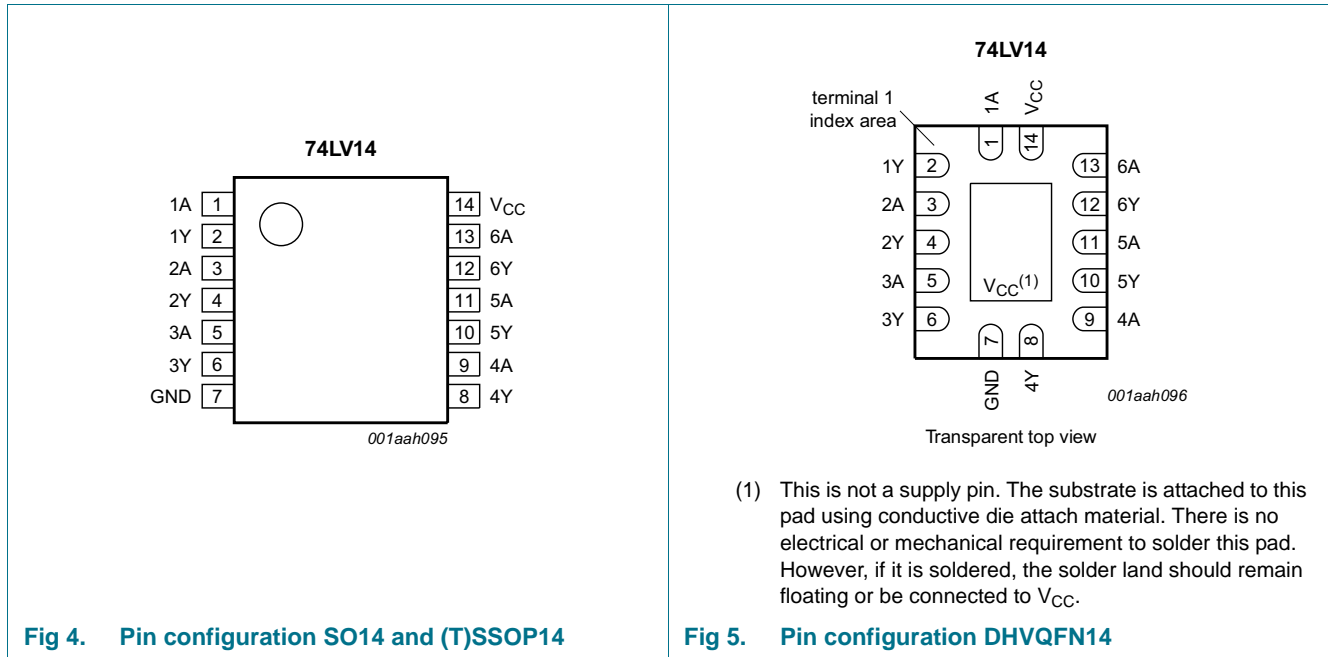 74LV14
1A 1 14 VCC
1Y 2 13 6A
2A 3 12 6Y
2Y 4 11 5A
3A 5 10 5Y
3Y 6 9 4A
GND 7 8 4Y
001aah095
Fig 4. Pin configuration SO14 and (T)SSOP14
74LV14
terminal 1
index area
1A VCC
1 14
1Y 2 13 6A
2A 3 12 6Y
2Y 4 11 5A
3A 5 VCC(1) 10 5Y
3Y 6 9 4A
7 8
GND 4Y
001aah096
Transparent top view
(1) This is not a supply pin. The substrate is attached to this
pad using conductive die attach material. There is no
electrical or mechanical requirement to solder this pad.
However, if it is soldered, the solder land should remain
floating or be connected to VCC.
Fig 5. Pin configuration DHVQFN14